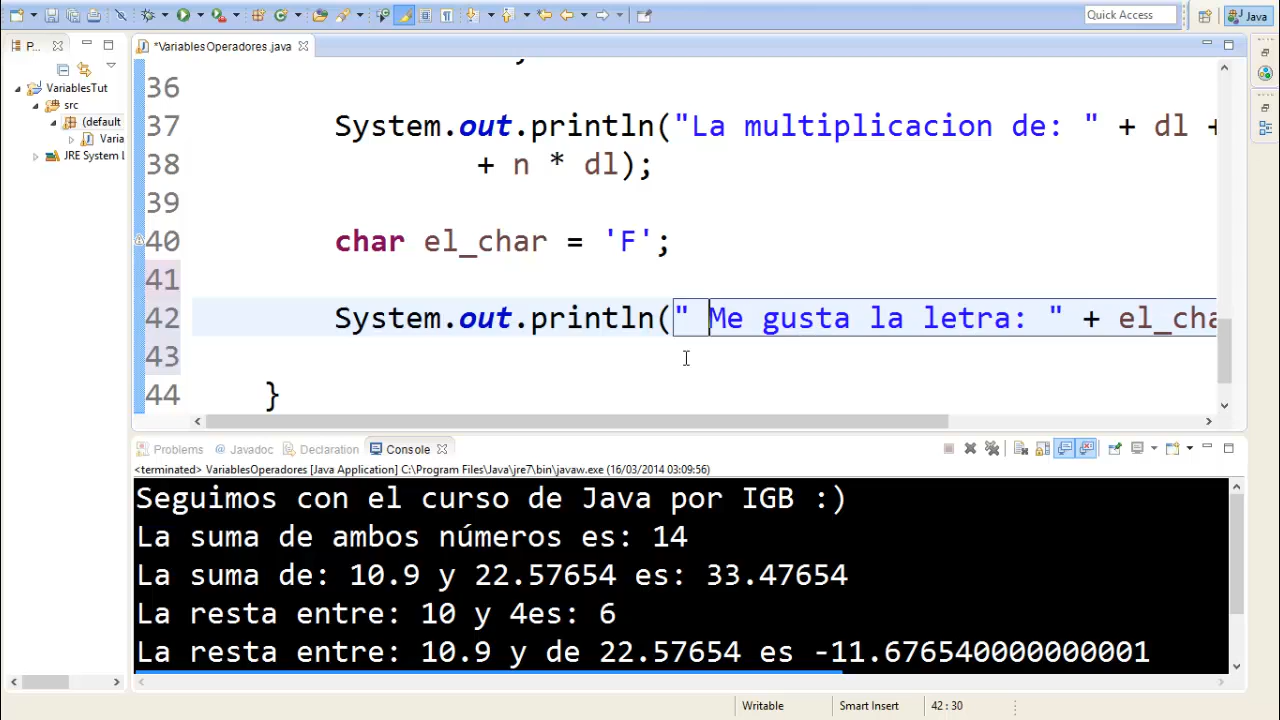 Quick Access
Java
P...
*VariablesOperadores.java
VariablesTut
src
(default
Varia
JRE System L
36
37 System.out.println("La multiplicacion de: " + dl +
38 + n * dl);
39
40 char el_char = 'F';
41
42 System.out.println(" Me gusta la letra: " + el_cha
43
44 }
Problems @ Javadoc Declaration Console
<terminated> VariablesOperadores [Java Application] C:\Program Files\Java\jre7\bin\javaw.exe (16/03/2014 03:09:56)
Seguimos con el curso de Java por IGB :)
La suma de ambos números es: 14
La suma de: 10.9 y 22.57654 es: 33.47654
La resta entre: 10 y 4es: 6
La resta entre: 10.9 y de 22.57654 es -11.676540000000001
Writable Smart Insert 42 : 30